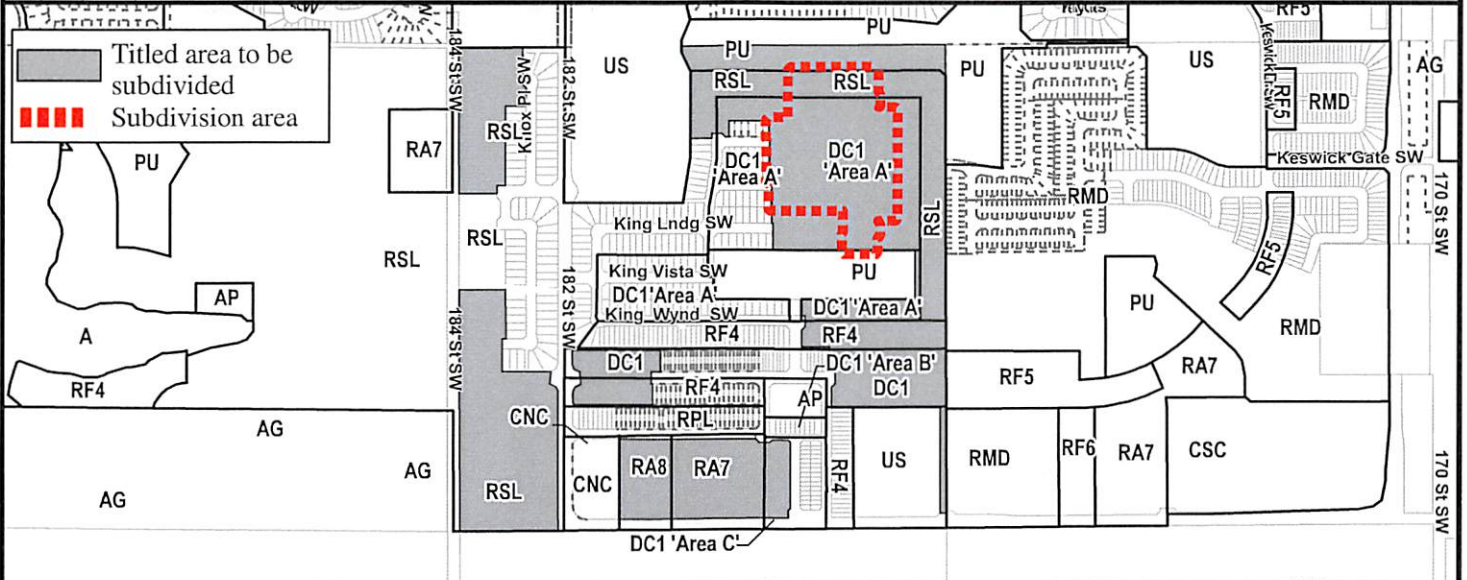 RF5
PU
Titled area to be
subdivided
Subdivision area
184 St SW
Knox Pl SW
182 St SW
US
PU
RSL
RSL
PU
US
Keswick Dr SW
RF5
RMD
AG
RA7
RSL
PU
DC1
'Area A'
DC1
'Area A'
Keswick Gate SW
RMD
170 St SW
RSL
RSL
RSL
King Lndg SW
RF5
King Vista SW
PU
AP
DC1 'Area A'
DC1 'Area A'
PU
RMD
182 St SW
King Wynd SW
A
184 St SW
RF4
RF4
DC1
DC1 'Area B'
RA7
RF4
RF4
AP
DC1
RF5
CNC
RPL
AG
AG
AG
RSL
CNC
RA8
RA7
RF4
US
RMD
RF6
RA7
CSC
170 St SW
DC1 'Area C'